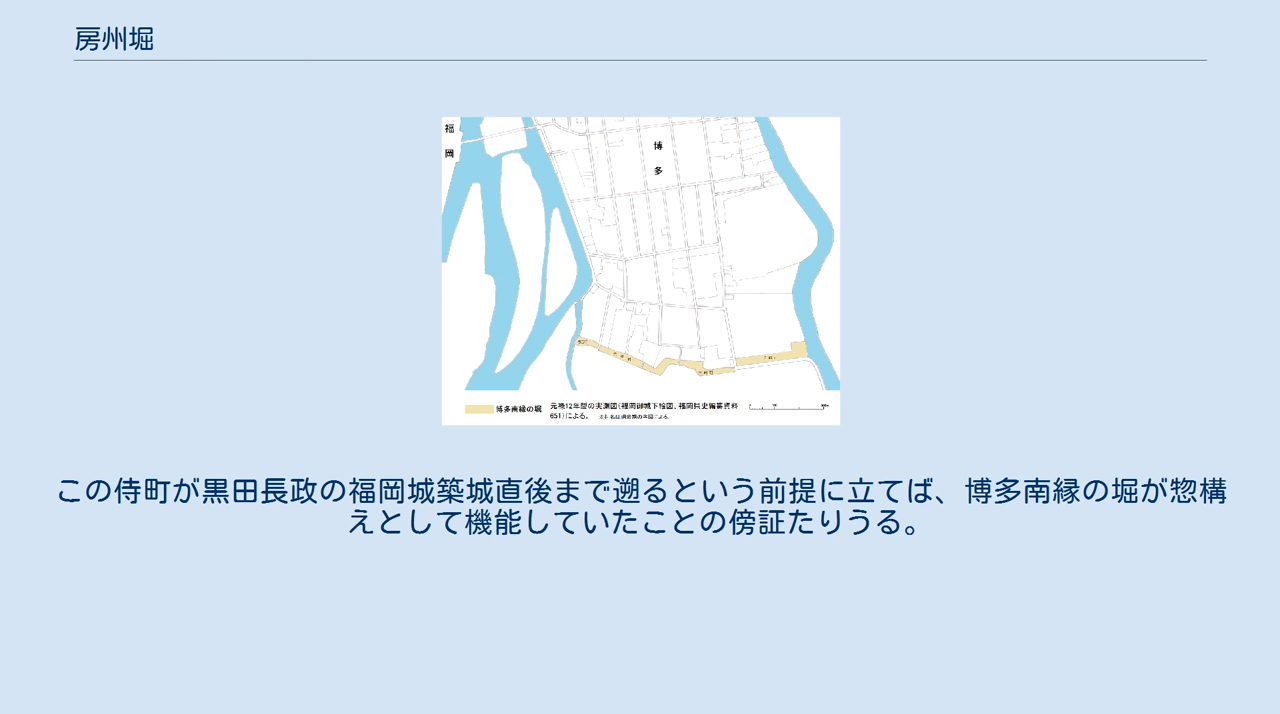 房州堀
福
岡
博
多
博多南縁の堀
元禄12年型の実測図(福岡御城下絵図、福岡県史編纂資料
651)による。
この侍町が黒田長政の福岡城築城直後まで遡るという前提に立てば、博多南縁の堀が惣構
えとして機能していたことの傍証たりうる。